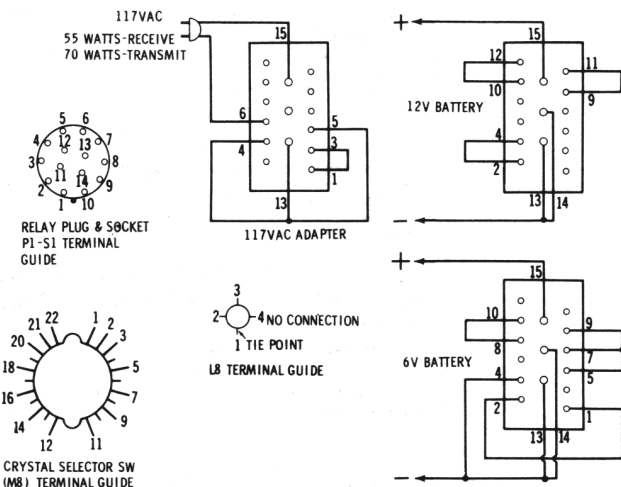 117VAC
55 WATTS-RECEIVE
70 WATTS-TRANSMIT
15
6
4
5
3
1
13
117VAC ADAPTER
5 6
4 12 13 7
3 8
11 14
2 9
1 10
RELAY PLUG & SOCKET
P1-S1 TERMINAL
GUIDE
+
15
12
11
10
9
12V BATTERY
4
2
13 14
–
3
2 4 NO CONNECTION
1 TIE POINT
L8 TERMINAL GUIDE
22 1
21 2
20 3
18 5
16 7
14 9
12 11
CRYSTAL SELECTOR SW
(M8) TERMINAL GUIDE
+
15
10
9
8
7
6V BATTERY
4
5
2
1
13 14
–